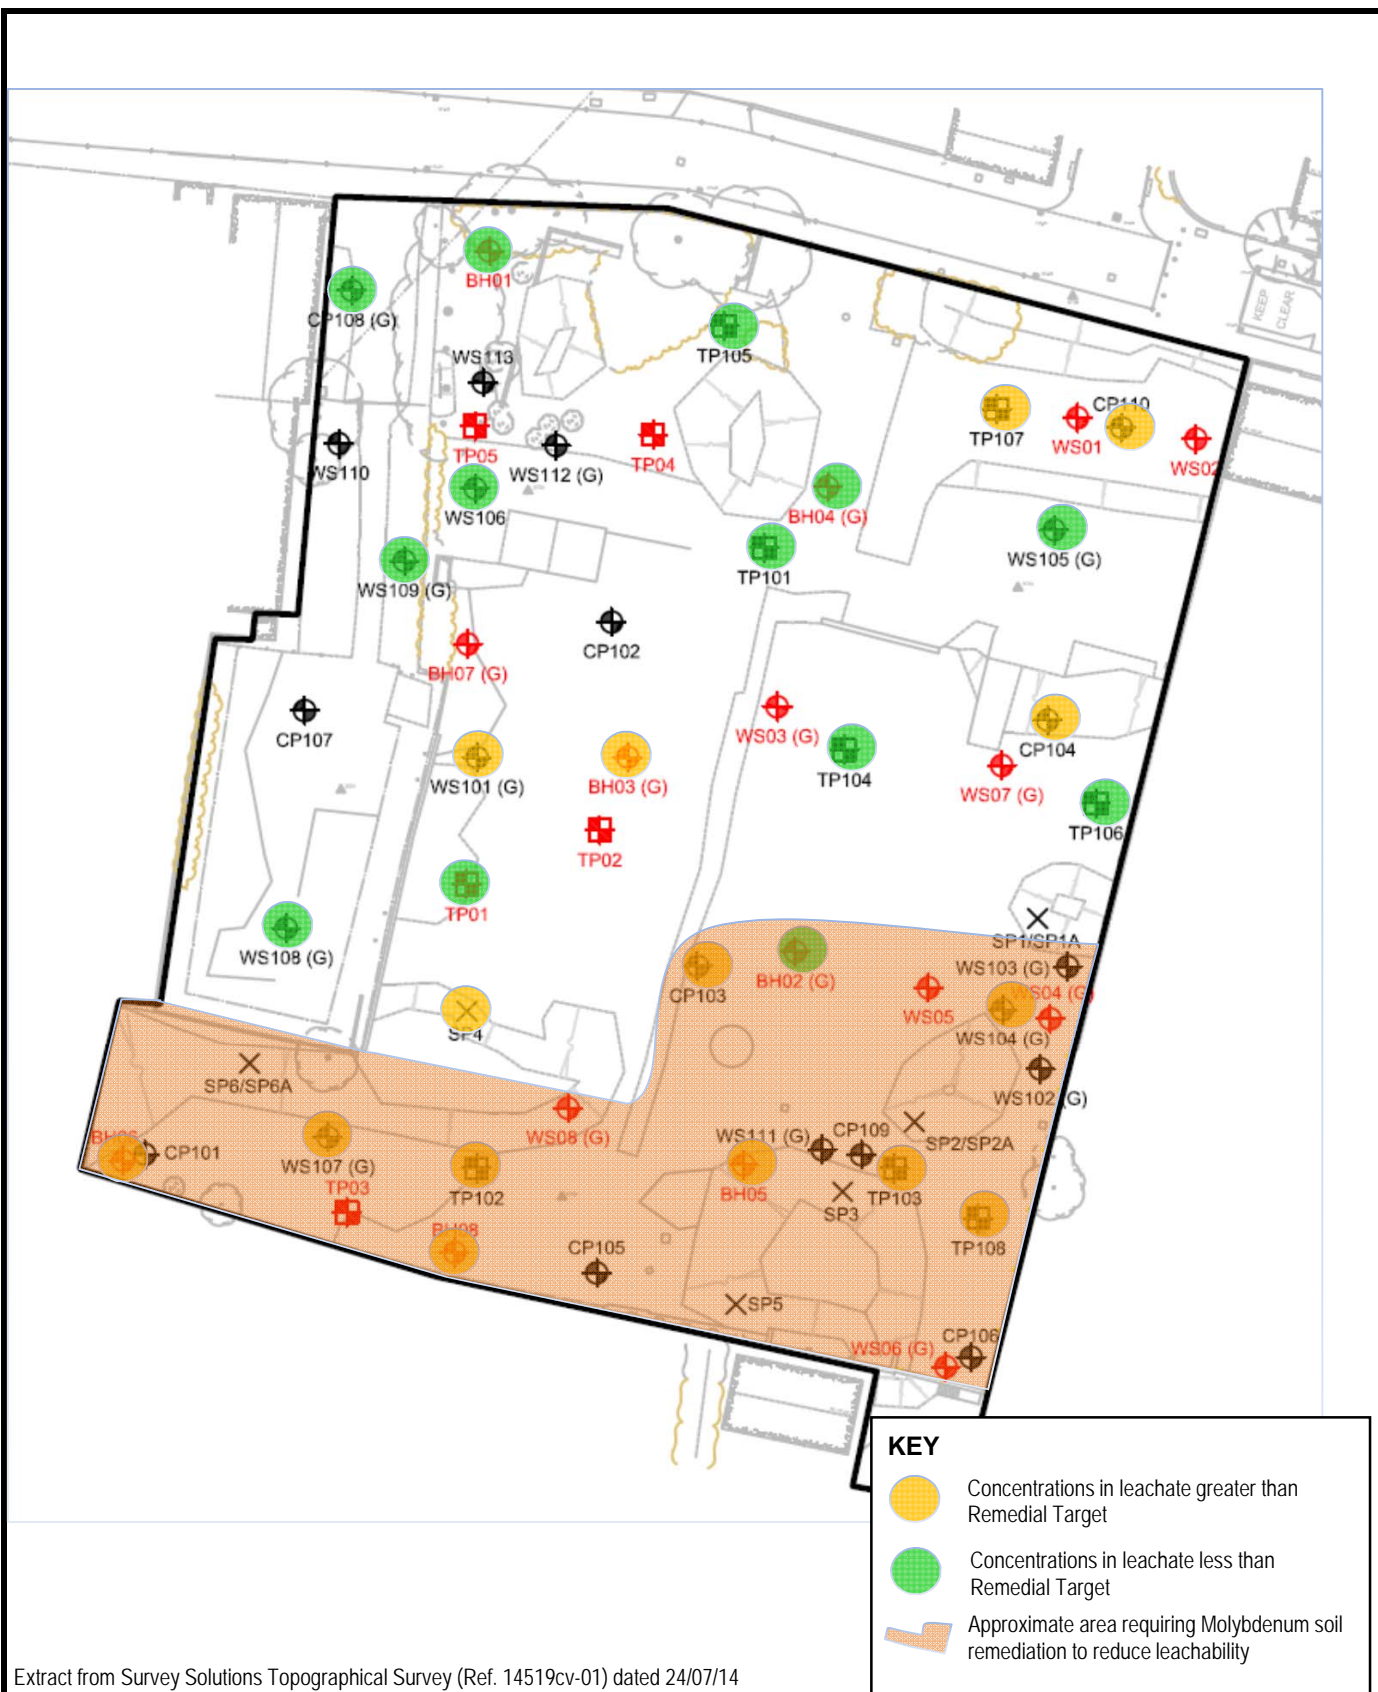 KEEP
CLEAR
BH01
CP108 (G)
TP105
WS113
CP110
TP107
WS01
WS02
TP05
TP04
WS110
WS112 (G)
WS106
BH04 (G)
WS105 (G)
TP101
WS109 (G)
CP102
BH07 (G)
CP107
WS03 (G)
CP104
TP104
WS101 (G)
BH03 (G)
WS07 (G)
TP106
TP02
TP01
WS108 (G)
SP1/SP1A
WS103 (G)
BH02 (G)
CP103
WS04 (G)
WS05
SP4
WS104 (G)
SP6/SP6A
WS102 (G)
WS08 (G)
WS111 (G)
CP109
SP2/SP2A
CP101
WS107 (G)
TP03
TP102
BH05
TP103
SP3
BH08
CP105
TP108
SP5
WS06 (G)
CP106
KEY
Concentrations in leachate greater than
Remedial Target
Concentrations in leachate less than
Remedial Target
Approximate area requiring Molybdenum soil
remediation to reduce leachability
Extract from Survey Solutions Topographical Survey (Ref. 14519cv-01) dated 24/07/14